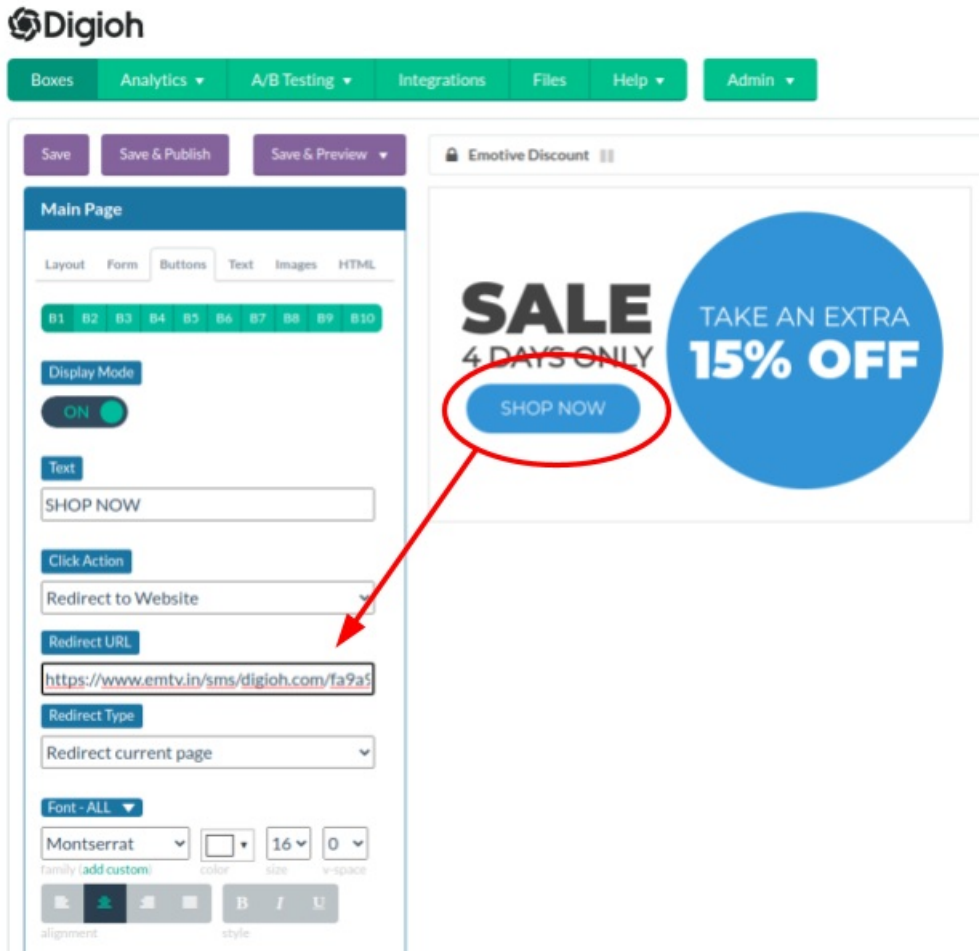 Digioh
Boxes Analytics A/B Testing Integrations Files Help Admin
Save Save & Publish Save & Preview
Emotive Discount
Main Page
Layout Form Buttons Text Images HTML
B1 B2 B3 B4 B5 B6 B7 B8 B9 B10
Display Mode
ON
Text
SHOP NOW
Click Action
Redirect to Website
Redirect URL
https://www.emtv.in/sms/digioh.com/fa9a5
Redirect Type
Redirect current page
Font - ALL
Montserrat 16 0
family (add custom) color size v-space
B I U
alignment style
SALE
4 DAYS ONLY
SHOP NOW
TAKE AN EXTRA
15% OFF